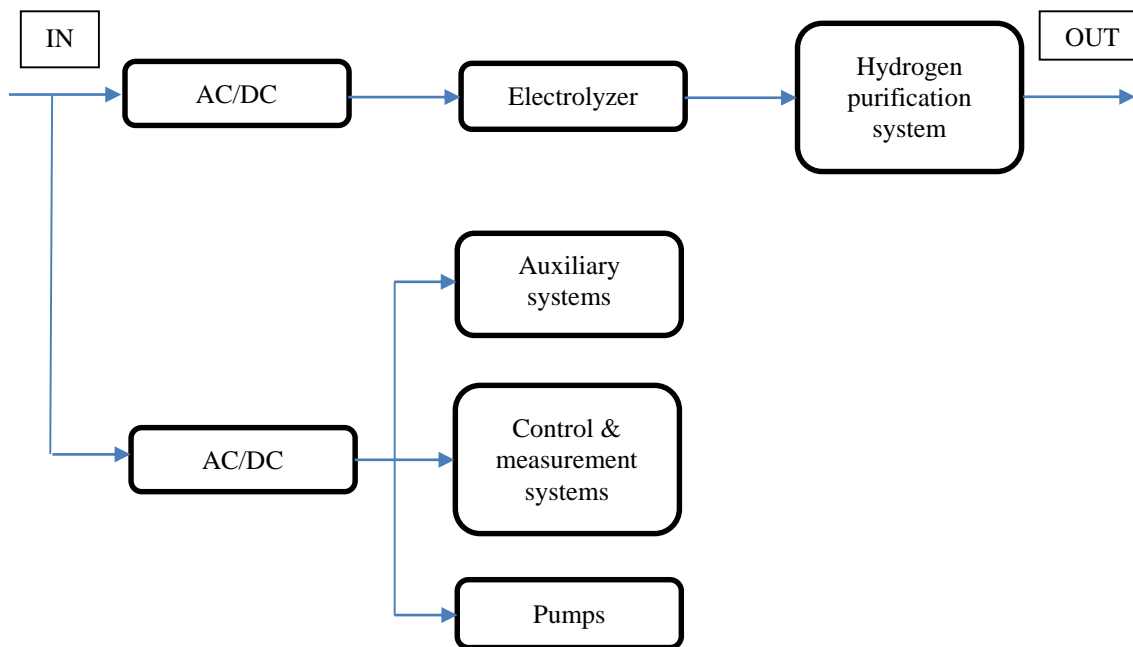 IN
OUT
AC/DC
Electrolyzer
Hydrogen
purification
system
Auxiliary
systems
AC/DC
Control &
measurement
systems
Pumps